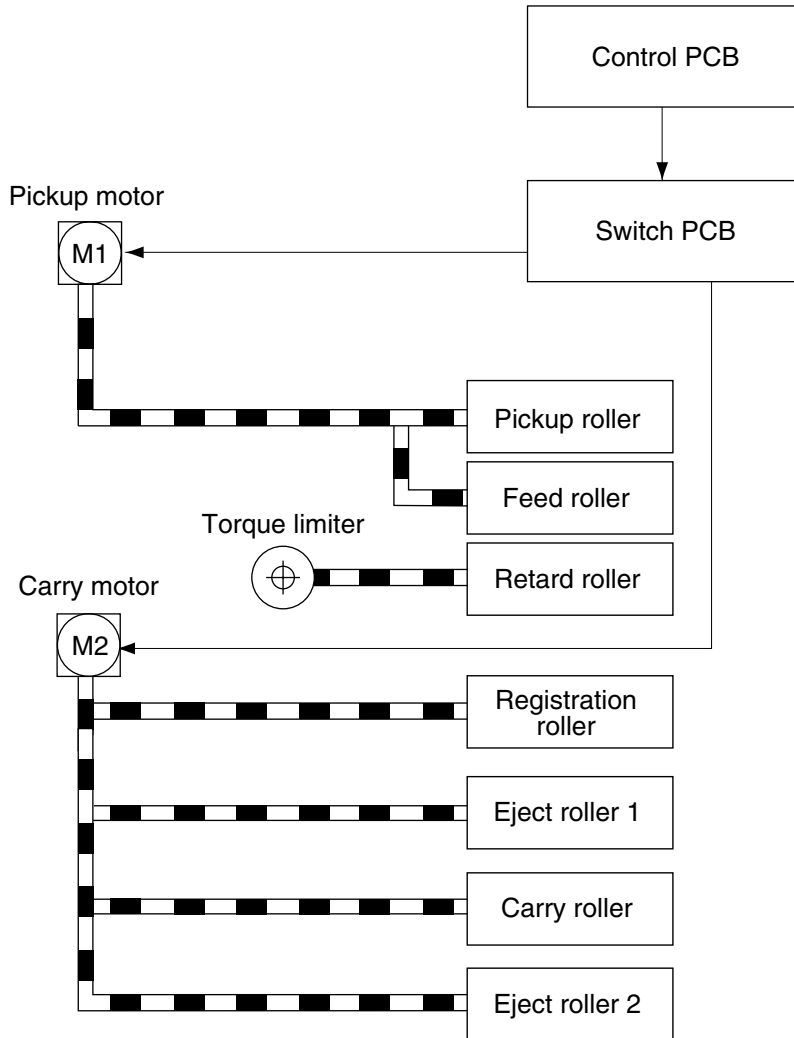 Control PCB
Pickup motor
M1
Switch PCB
Pickup roller
Feed roller
Torque limiter
Retard roller
Carry motor
M2
Registration
roller
Eject roller 1
Carry roller
Eject roller 2